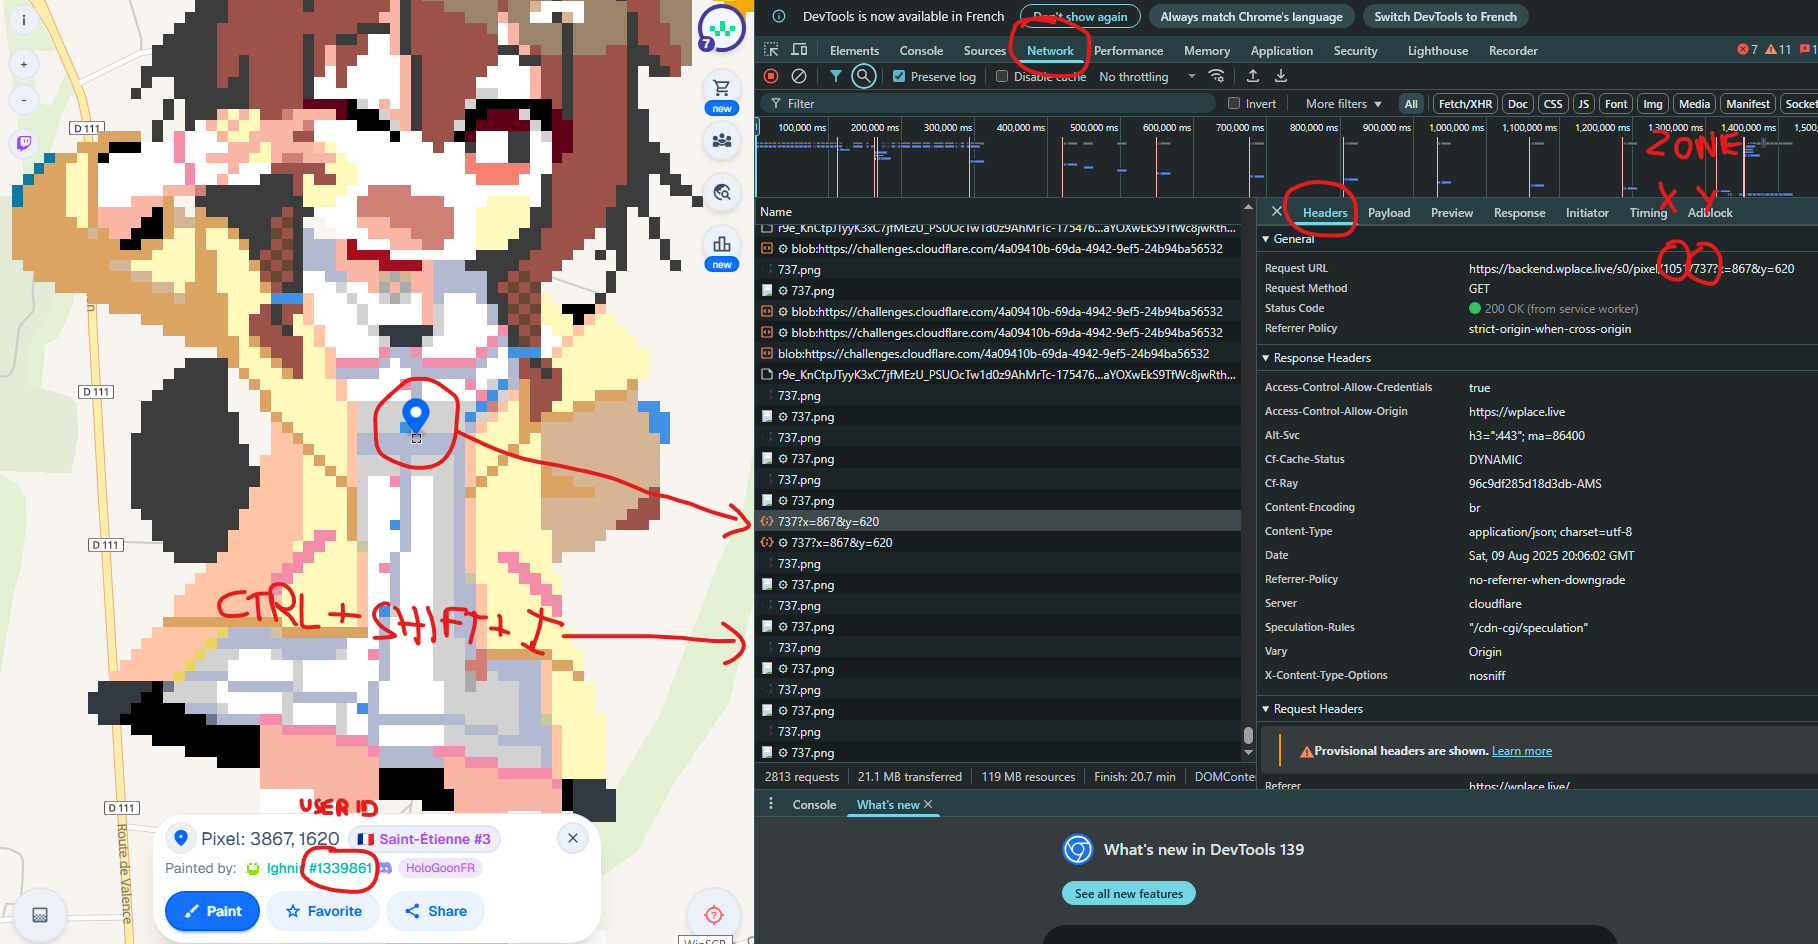 DevTools is now available in French
Don't show again
Always match Chrome's language
Switch DevTools to French
Elements Console Sources Network Performance Memory Application Security Lighthouse Recorder
7 11 1
Preserve log Disable cache No throttling
Filter Invert More filters All Fetch/XHR Doc CSS JS Font Img Media Manifest Socket
100,000 ms 200,000 ms 300,000 ms 400,000 ms 500,000 ms 600,000 ms 700,000 ms 800,000 ms 900,000 ms 1,000,000 ms 1,100,000 ms 1,200,000 ms 1,300,000 ms 1,400,000 ms 1,500,
ZONE
X Y
Name
r9e_KnCtpJTyyK3xC7jfMEzU_PSUOcTw1d0z9AhMrTc-175476...aYOXwEkS9TfWc8jwRth...
blob:https://challenges.cloudflare.com/4a09410b-69da-4942-9ef5-24b94ba56532
737.png
737.png
blob:https://challenges.cloudflare.com/4a09410b-69da-4942-9ef5-24b94ba56532
blob:https://challenges.cloudflare.com/4a09410b-69da-4942-9ef5-24b94ba56532
blob:https://challenges.cloudflare.com/4a09410b-69da-4942-9ef5-24b94ba56532
r9e_KnCtpJTyyK3xC7jfMEzU_PSUOcTw1d0z9AhMrTc-175476...aYOXwEkS9TfWc8jwRth...
737.png
737.png
737.png
737.png
737.png
737.png
737?x=867&y=620
737?x=867&y=620
737.png
737.png
737.png
737.png
737.png
737.png
737.png
737.png
737.png
737.png
2813 requests 21.1 MB transferred 119 MB resources Finish: 20.7 min DOMConte
Headers Payload Preview Response Initiator Timing Adblock
General
Request URL https://backend.wplace.live/s0/pixel/1051/737?x=867&y=620
Request Method GET
Status Code 200 OK (from service worker)
Referrer Policy strict-origin-when-cross-origin
Response Headers
Access-Control-Allow-Credentials true
Access-Control-Allow-Origin https://wplace.live
Alt-Svc h3=":443"; ma=86400
Cf-Cache-Status DYNAMIC
Cf-Ray 96c9df285d18d3db-AMS
Content-Encoding br
Content-Type application/json; charset=utf-8
Date Sat, 09 Aug 2025 20:06:02 GMT
Referrer-Policy no-referrer-when-downgrade
Server cloudflare
Speculation-Rules "/cdn-cgi/speculation"
Vary Origin
X-Content-Type-Options nosniff
Request Headers
Provisional headers are shown. Learn more
Referer https://wplace.live/
Console What's new
What's new in DevTools 139
See all new features
i
+
-
7
new
new
D 111
D 111
D 111
D 111
Route de Valence
CTRL + SHIFT + I
USER ID
Pixel: 3867, 1620 Saint-Étienne #3
Painted by: Ighni #1339861 HoloGoonFR
Paint Favorite Share
WinSCP